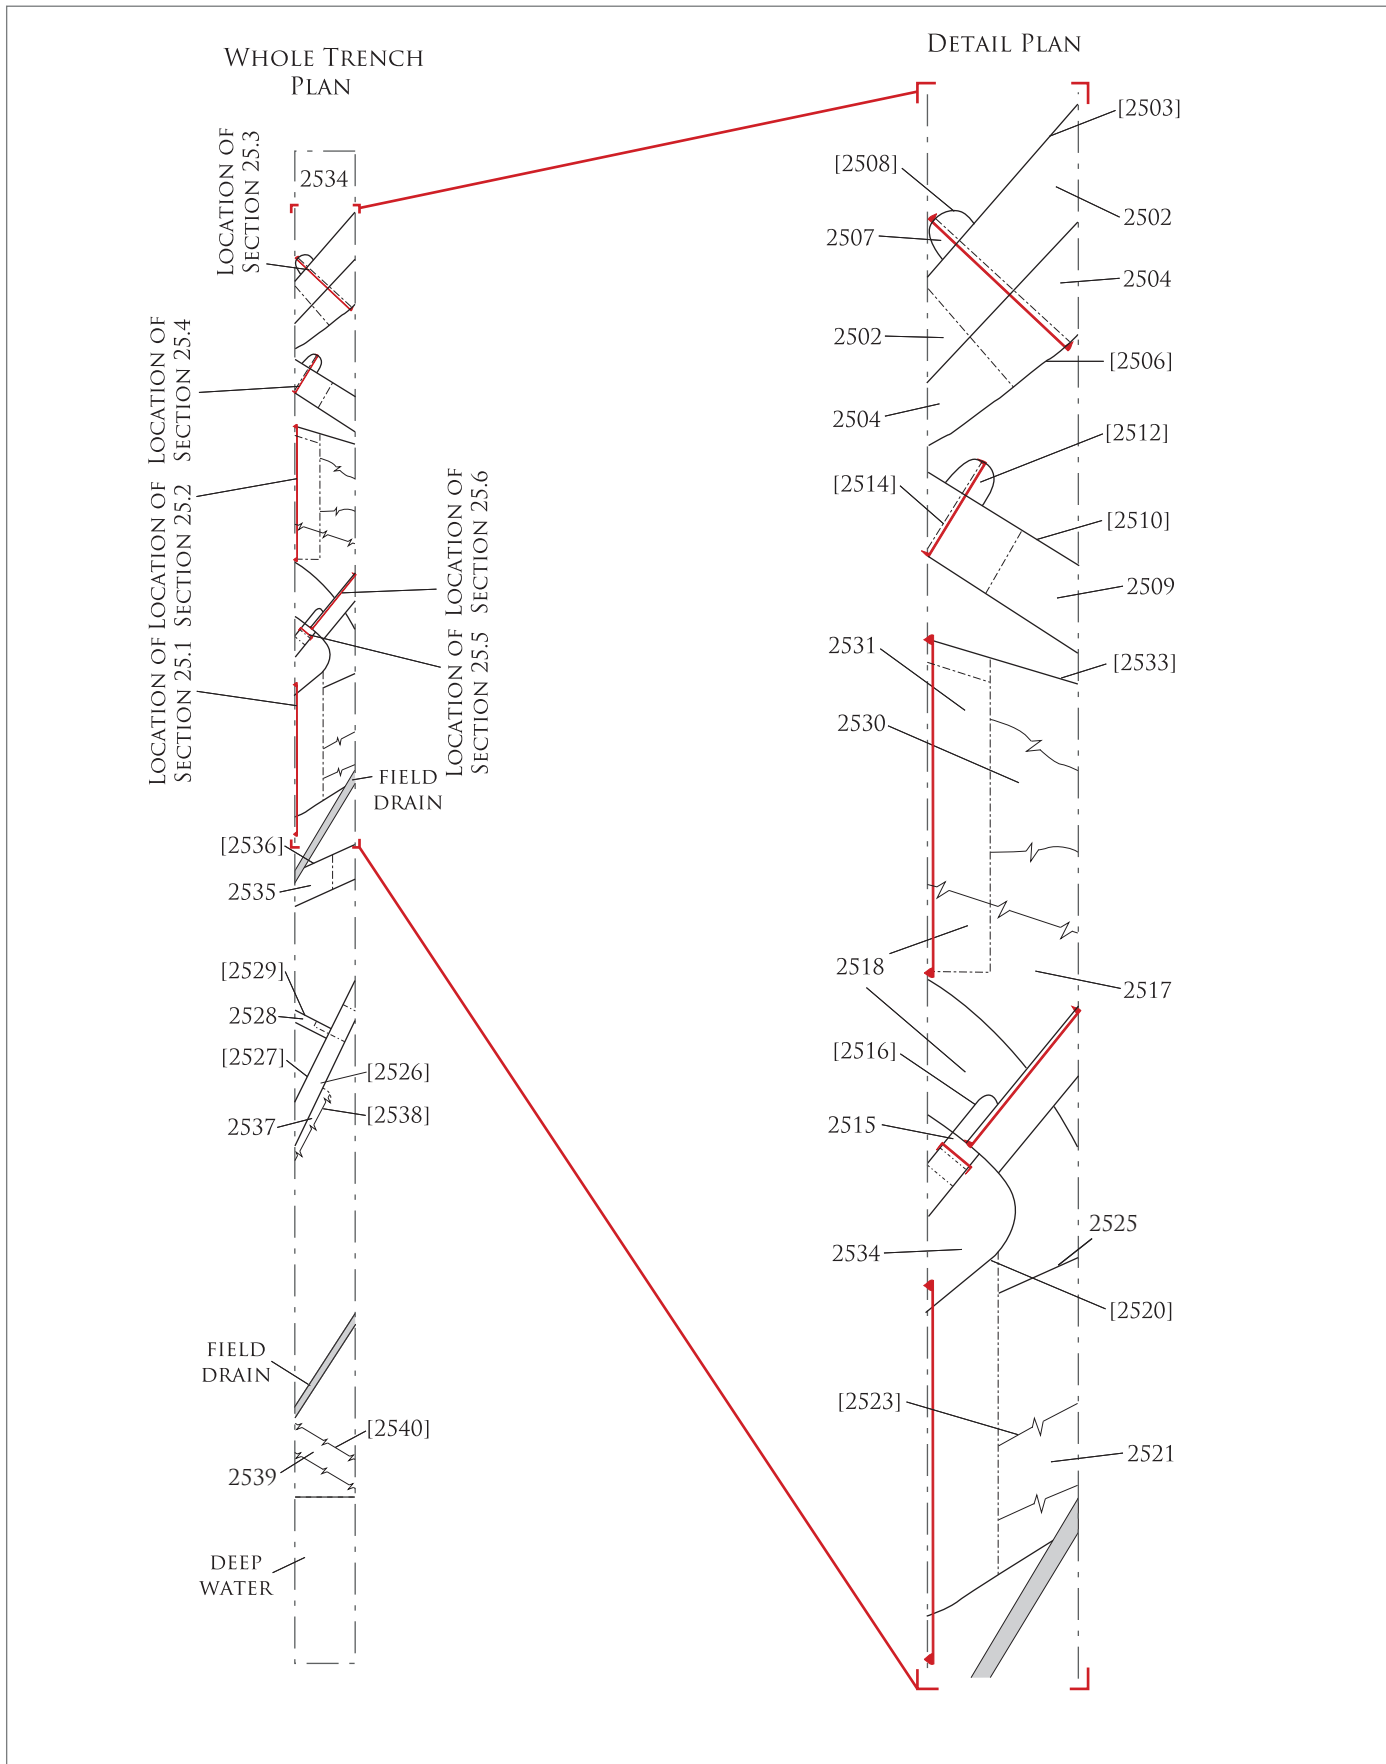 WHOLE TRENCH
PLAN
2534
LOCATION OF
SECTION 25.3
LOCATION OF
SECTION 25.4
LOCATION OF
SECTION 25.2
LOCATION OF
SECTION 25.6
LOCATION OF
SECTION 25.1
LOCATION OF
SECTION 25.5
FIELD
DRAIN
[2536]
2535
[2529]
2528
[2527]
[2526]
[2538]
2537
FIELD
DRAIN
[2540]
2539
DEEP
WATER
DETAIL PLAN
[2503]
[2508]
2502
2507
2504
2502
[2506]
2504
[2512]
[2514]
[2510]
2509
2531
[2533]
2530
2518
2517
[2516]
2515
2525
2534
[2520]
[2523]
2521